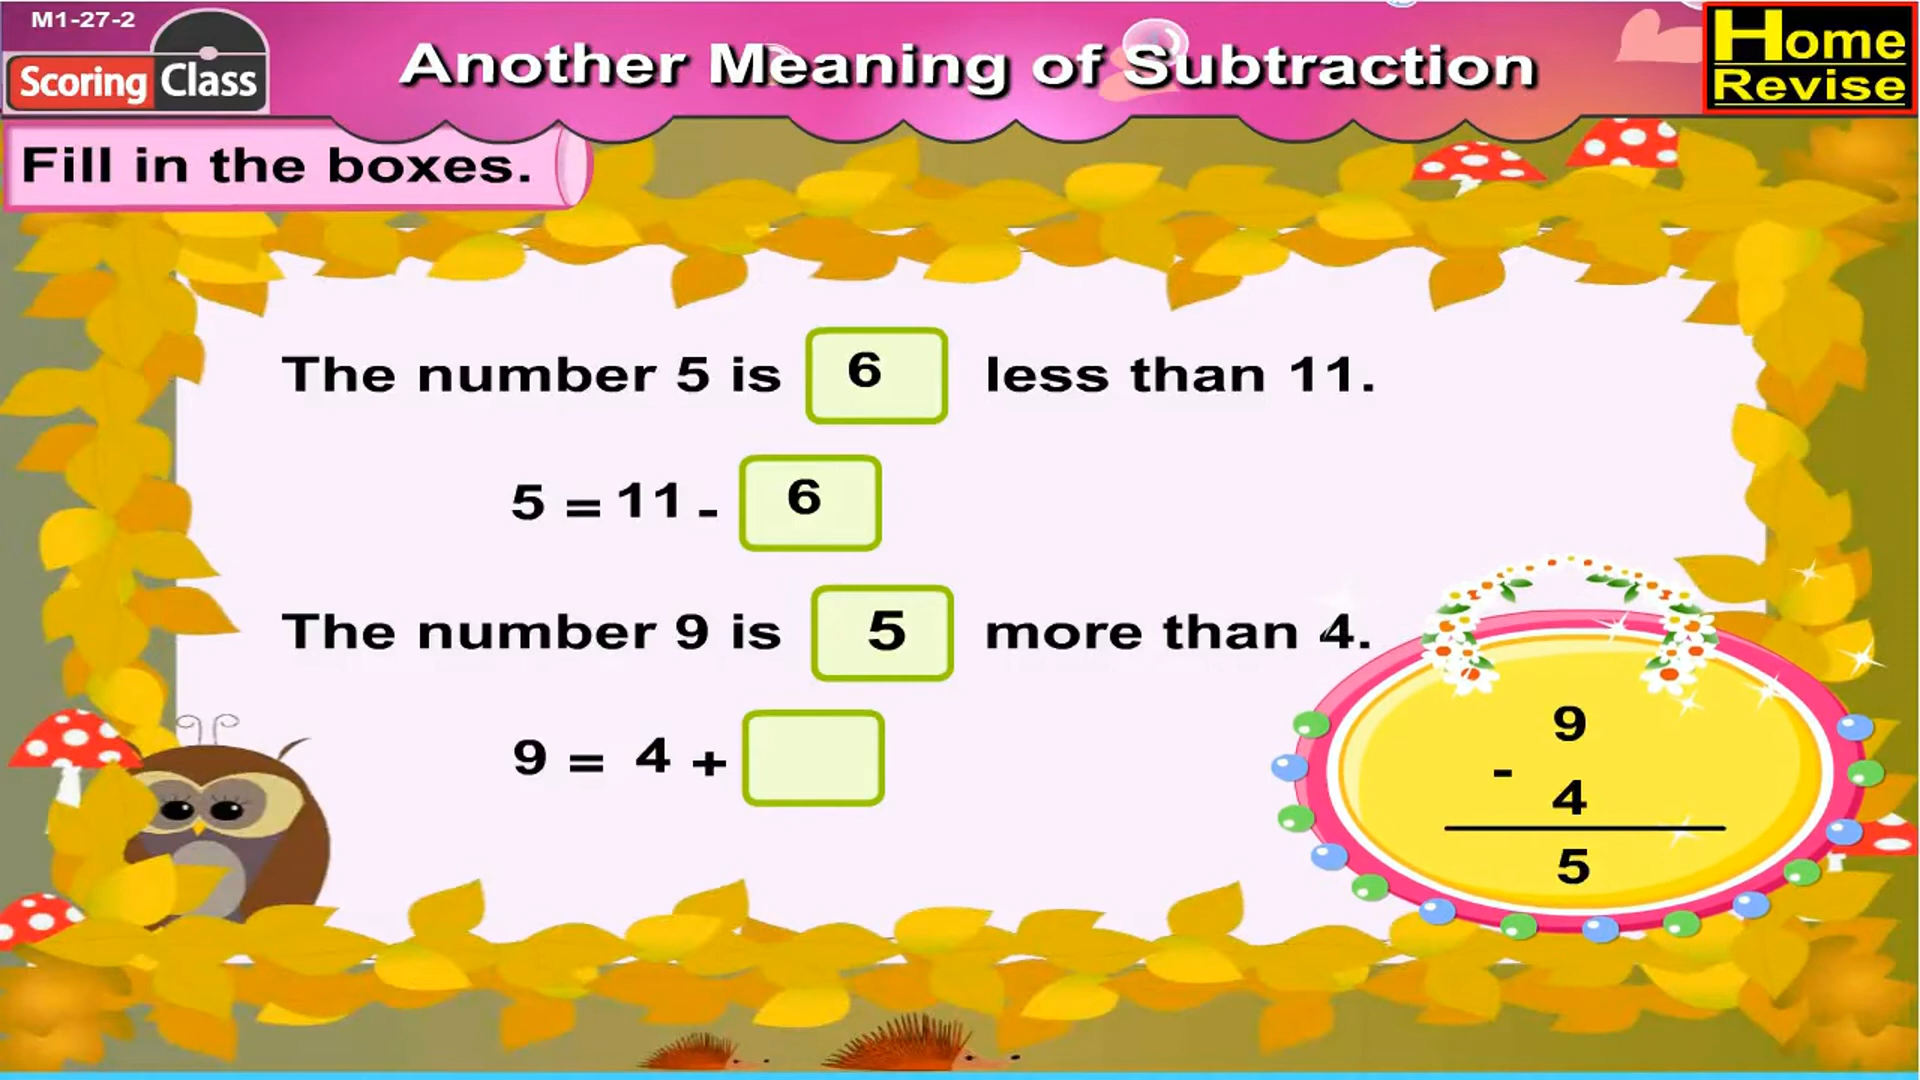 M1-27-2
Scoring Class
Another Meaning of Subtraction
Home
Revise
Fill in the boxes.
The number 5 is 6 less than 11.
5 = 11 - 6
The number 9 is 5 more than 4.
9 = 4 +
9
- 4
5